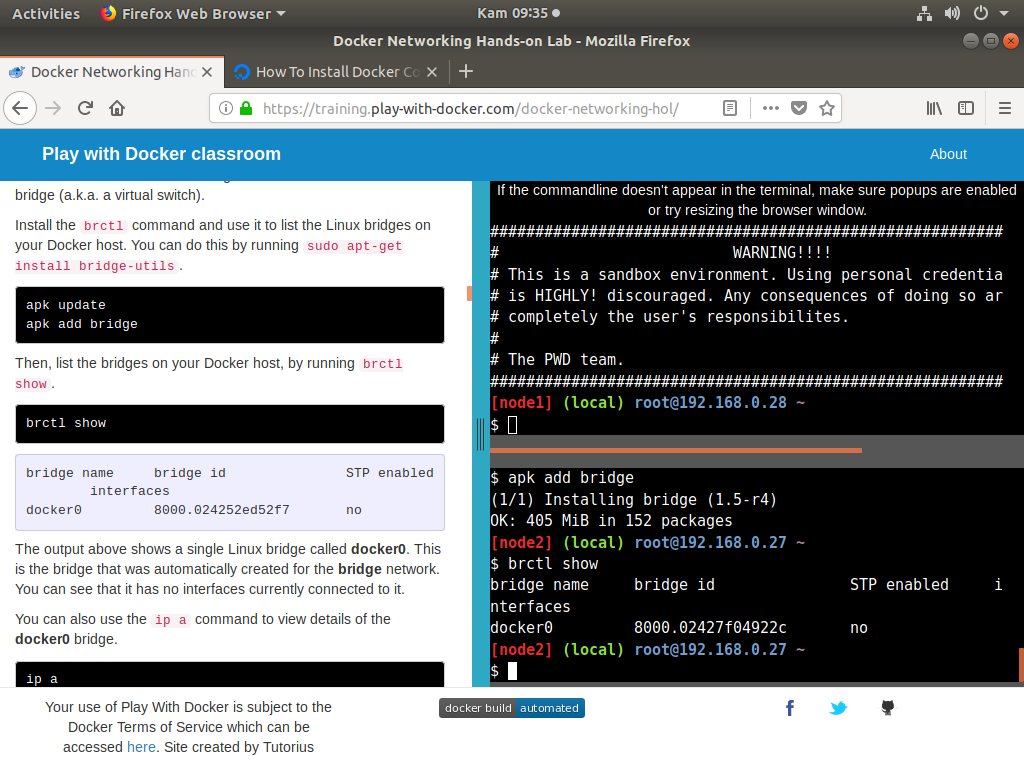 Activities
Firefox Web Browser
Kam 09:35
Docker Networking Hands-on Lab - Mozilla Firefox
Docker Networking Han
How To Install Docker Co
https://training.play-with-docker.com/docker-networking-hol/
Play with Docker classroom
About
bridge (a.k.a. a virtual switch).
Install the brctl command and use it to list the Linux bridges on
your Docker host. You can do this by running sudo apt-get
install bridge-utils.
apk update
apk add bridge
Then, list the bridges on your Docker host, by running brctl
show.
brctl show
bridge name bridge id STP enabled
interfaces
docker0 8000.024252ed52f7 no
The output above shows a single Linux bridge called docker0. This
is the bridge that was automatically created for the bridge network.
You can see that it has no interfaces currently connected to it.
You can also use the ip a command to view details of the
docker0 bridge.
ip a
If the commandline doesn't appear in the terminal, make sure popups are enabled
or try resizing the browser window.
#########################################################
# WARNING!!!!
# This is a sandbox environment. Using personal credentia
# is HIGHLY! discouraged. Any consequences of doing so ar
# completely the user's responsibilites.
#
# The PWD team.
#########################################################
[node1] (local) root@192.168.0.28 ~
$
$ apk add bridge
(1/1) Installing bridge (1.5-r4)
OK: 405 MiB in 152 packages
[node2] (local) root@192.168.0.27 ~
$ brctl show
bridge name bridge id STP enabled i
nterfaces
docker0 8000.02427f04922c no
[node2] (local) root@192.168.0.27 ~
$
Your use of Play With Docker is subject to the
Docker Terms of Service which can be
accessed here. Site created by Tutorius
docker build automated